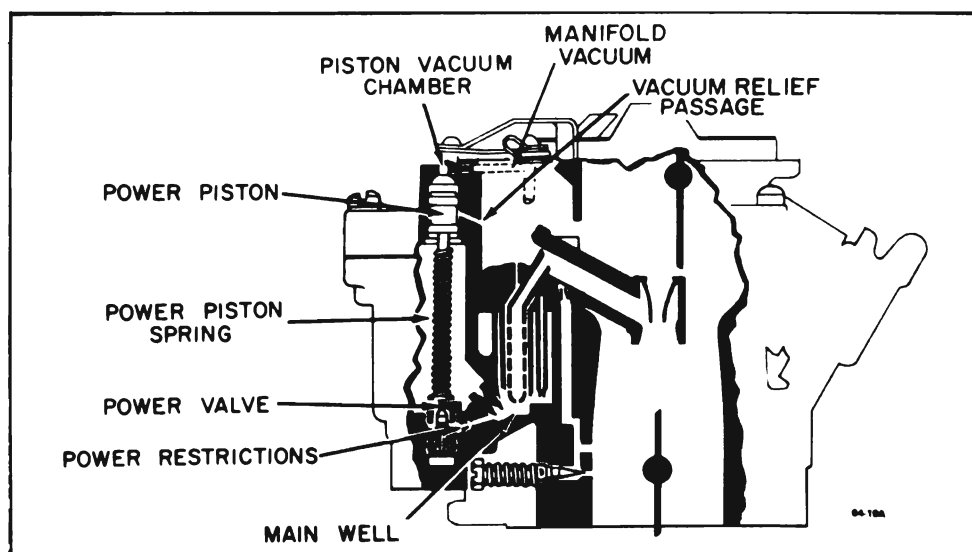 MANIFOLD
VACUUM
PISTON VACUUM
CHAMBER
VACUUM RELIEF
PASSAGE
POWER PISTON
POWER PISTON
SPRING
POWER VALVE
POWER RESTRICTIONS
MAIN WELL